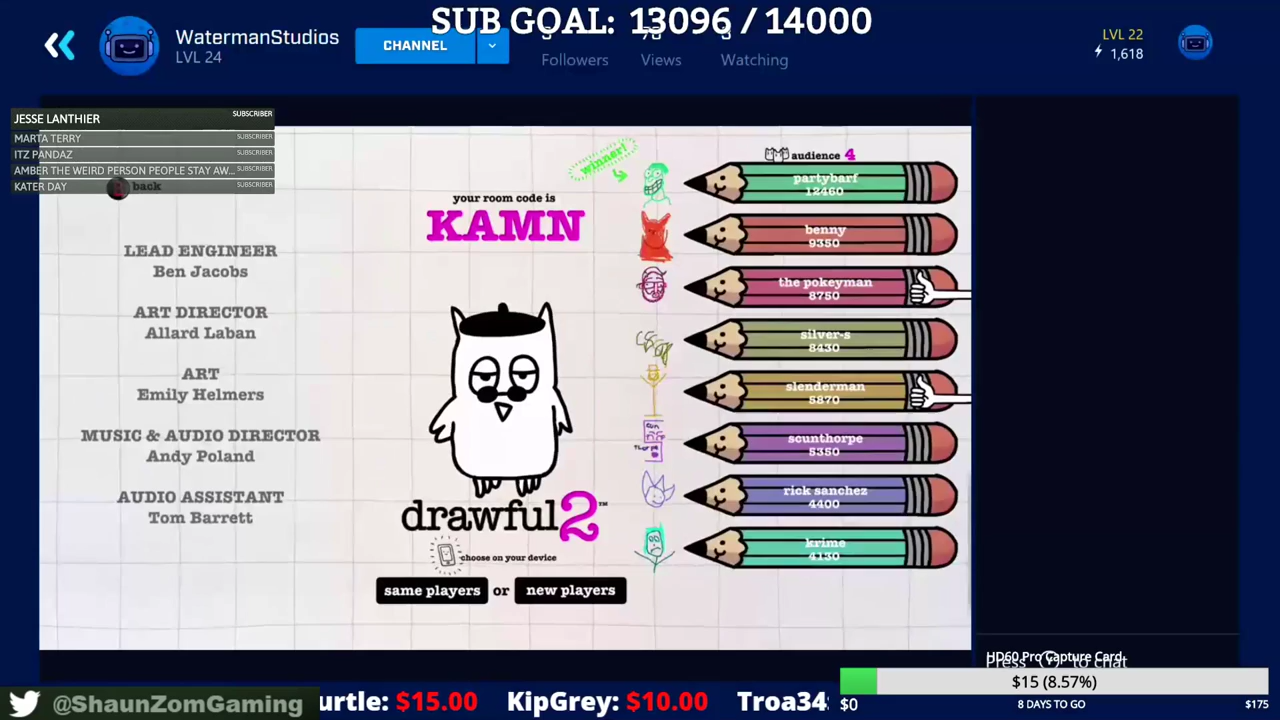 SUB GOAL: 13096 / 14000
WatermanStudios
LVL 24
CHANNEL
Followers
Views
Watching
LVL 22
1,618
JESSE LANTHIER SUBSCRIBER
MARTA TERRY SUBSCRIBER
ITZ PANDAZ SUBSCRIBER
AMBER THE WEIRD PERSON PEOPLE STAY AW... SUBSCRIBER
KATER DAY SUBSCRIBER
back
LEAD ENGINEER
Ben Jacobs
ART DIRECTOR
Allard Laban
ART
Emily Helmers
MUSIC & AUDIO DIRECTOR
Andy Poland
AUDIO ASSISTANT
Tom Barrett
your room code is
KAMN
drawful 2™
choose on your device
same players or new players
winner!
audience 4
partybarf
12460
benny
9350
the pokeyman
8750
silver-s
8430
slenderman
5870
scunthorpe
5350
rick sanchez
4400
krime
4130
HD60 Pro Capture Card
Press Y to chat
$15 (8.57%)
$0 8 DAYS TO GO $175
@ShaunZomGaming
urtle: $15.00 KipGrey: $10.00 Troa34